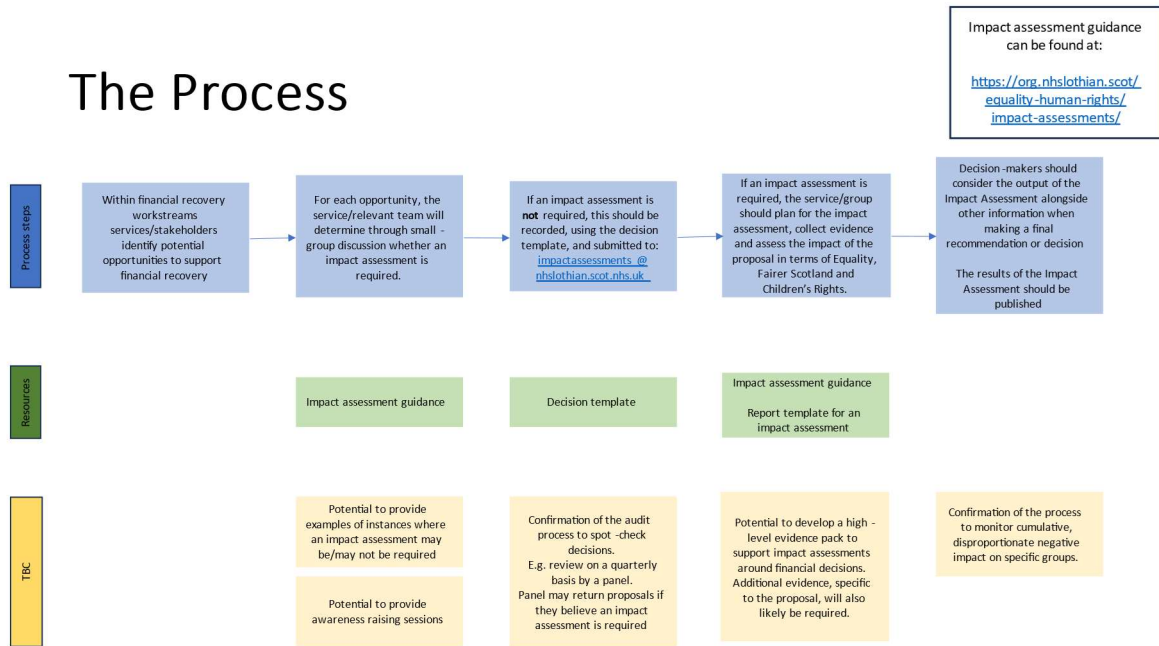 Impact assessment guidance
can be found at:
https://org.nhslothian.scot/
equality-human-rights/
impact-assessments/
The Process
Process steps
Within financial recovery
workstreams
services/stakeholders
identify potential
opportunities to support
financial recovery
For each opportunity, the
service/relevant team will
determine through small -
group discussion whether an
impact assessment is
required.
If an impact assessment is
not required, this should be
recorded, using the decision
template, and submitted to:
impactassessments @
nhslothian.scot.nhs.uk
If an impact assessment is
required, the service/group
should plan for the impact
assessment, collect evidence
and assess the impact of the
proposal in terms of Equality,
Fairer Scotland and
Children's Rights.
Decision -makers should
consider the output of the
Impact Assessment alongside
other information when
making a final
recommendation or decision
The results of the Impact
Assessment should be
published
Resources
Impact assessment guidance
Decision template
Impact assessment guidance
Report template for an
impact assessment
TBC
Potential to provide
examples of instances where
an impact assessment may
be/may not be required
Potential to provide
awareness raising sessions
Confirmation of the audit
process to spot -check
decisions.
E.g. review on a quarterly
basis by a panel.
Panel may return proposals if
they believe an impact
assessment is required
Potential to develop a high -
level evidence pack to
support impact assessments
around financial decisions.
Additional evidence, specific
to the proposal, will also
likely be required.
Confirmation of the process
to monitor cumulative,
disproportionate negative
impact on specific groups.